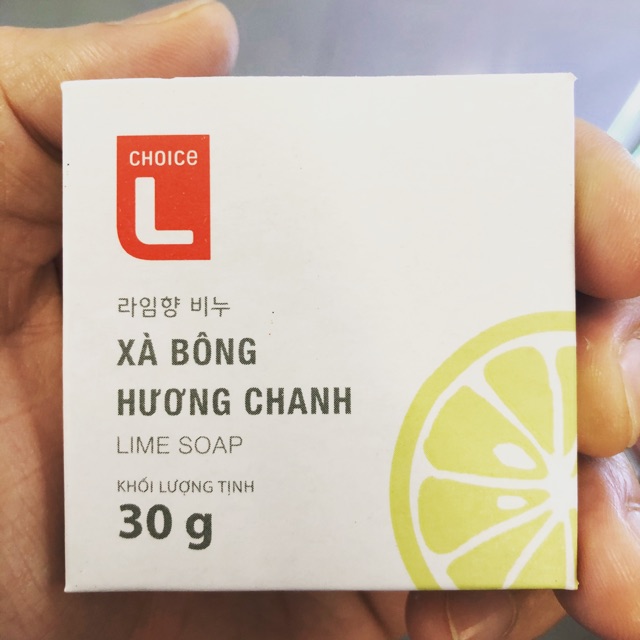 CHOICe
L
라임향 비누
XÀ BÔNG
HƯƠNG CHANH
LIME SOAP
KHỐI LƯỢNG TỊNH
30 g